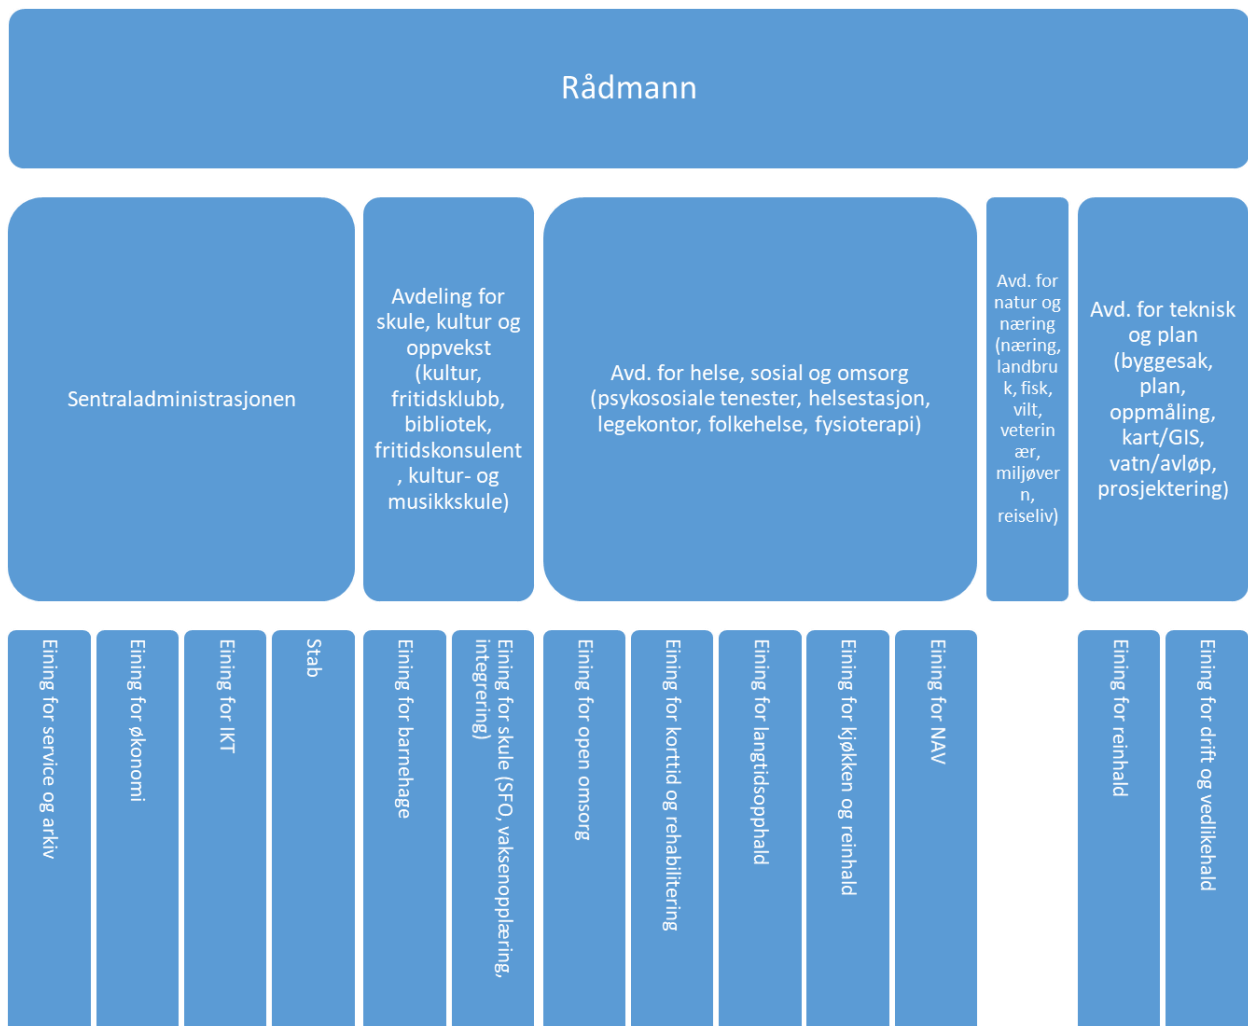 Rådmann
Sentraladministrasjonen
Avdeling for
skule, kultur og
oppvekst
(kultur,
fritidsklubb,
bibliotek,
fritidskonsulent
, kultur- og
musikkskule)
Avd. for helse, sosial og omsorg
(psykososiale tenester, helsestasjon,
legekontor, folkehelse, fysioterapi)
Avd. for
natur og
næring
(næring,
landbru
k, fisk,
vilt,
veterin
ær,
miljøver
n,
reiseliv)
Avd. for teknisk
og plan
(byggesak,
plan,
oppmåling,
kart/GIS,
vatn/avløp,
prosjektering)
Eining for service og arkiv
Eining for økonomi
Eining for IKT
Stab
Eining for barnehage
Eining for skule (SFO, vaksenopplæring,
integrering)
Eining for open omsorg
Eining for korttid og rehabilitering
Eining for langtidsopphald
Eining for kjøkken og reinhald
Eining for NAV
Eining for reinhald
Eining for drift og vedlikehald